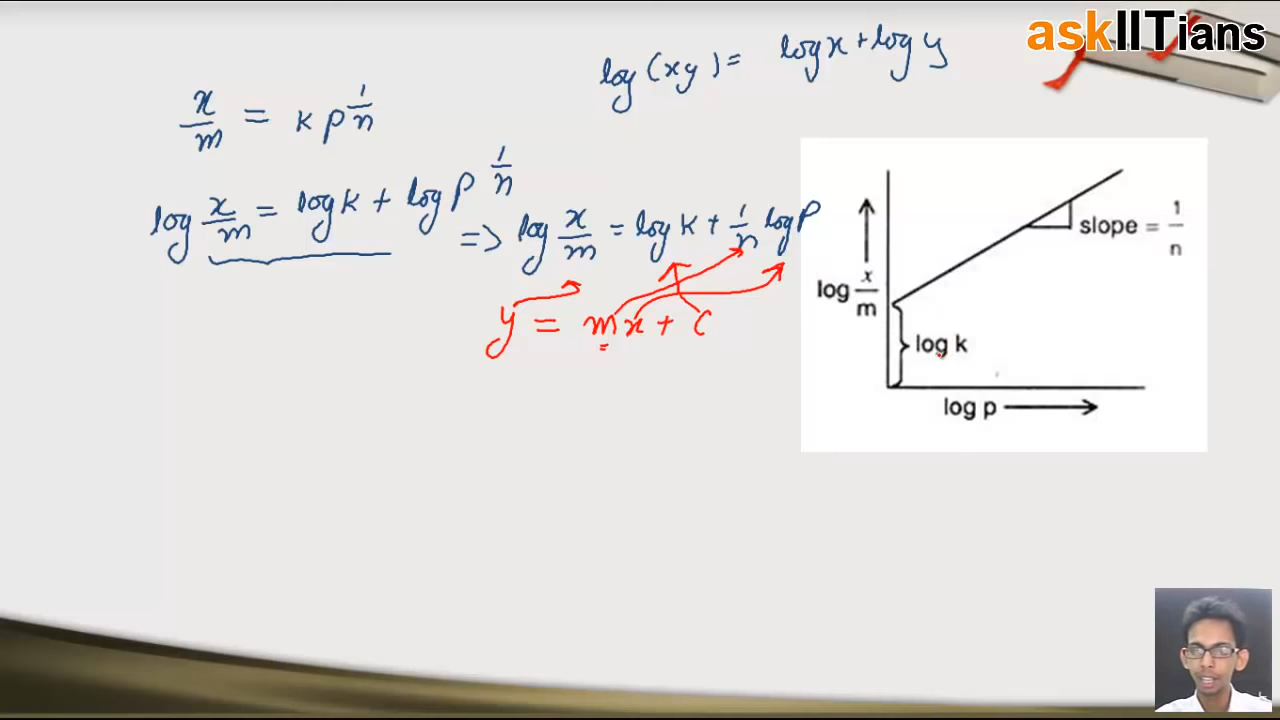 askIITians
log(xy) = log x + log y
x/m = k p^1/n
log x/m = log k + log P^1/n
=> log x/m = log k + 1/n log P
y = mx + c
slope = 1/n
log x/m
log k
log p